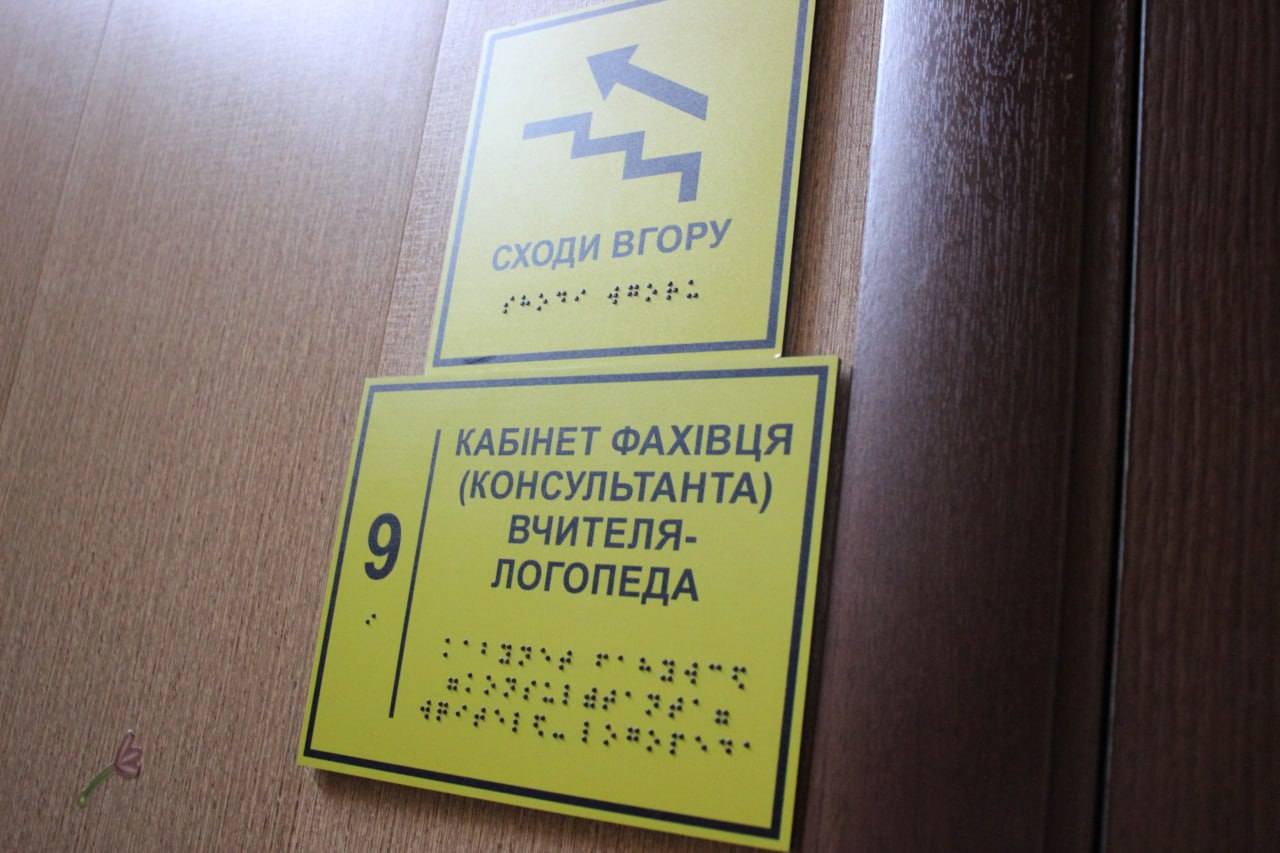 СХОДИ ВГОРУ
9
КАБІНЕТ ФАХІВЦЯ
(КОНСУЛЬТАНТА)
ВЧИТЕЛЯ-
ЛОГОПЕДА